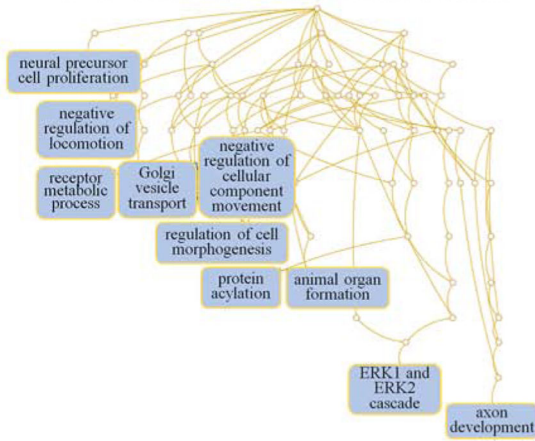 neural precursor
cell proliferation
negative
regulation of
locomotion
receptor
metabolic
process
Golgi
vesicle
transport
negative
regulation of
cellular
component
movement
regulation of cell
morphogenesis
protein
acylation
animal organ
formation
ERK1 and
ERK2
cascade
axon
development